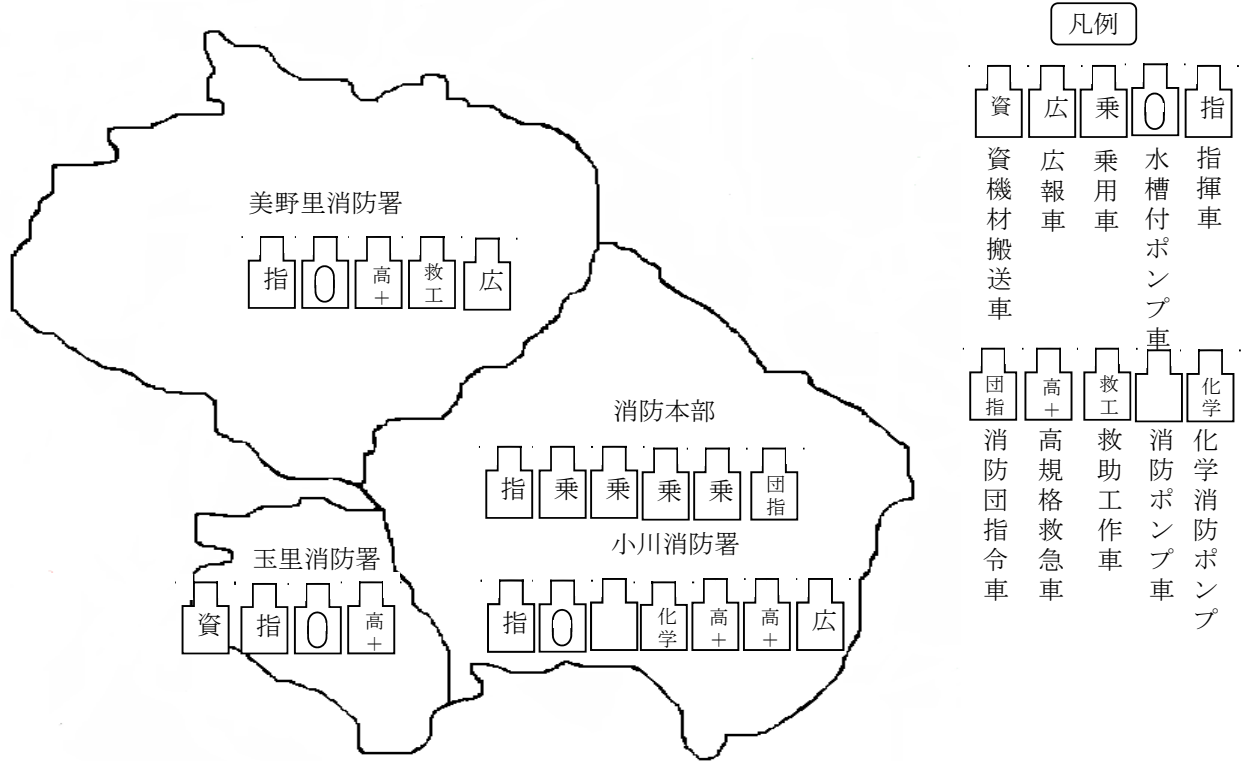 凡例
資
広
乗
0
指
資機材搬送車
広報車
乗用車
水槽付ポンプ車
指揮車
団指
高+
救工
化学
消防団指令車
高規格救急車
救助工作車
消防ポンプ車
化学消防ポンプ
美野里消防署
指
0
高+
救工
広
消防本部
指
乗
乗
乗
乗
団指
小川消防署
指
0
化学
高+
高+
広
玉里消防署
資
指
0
高+